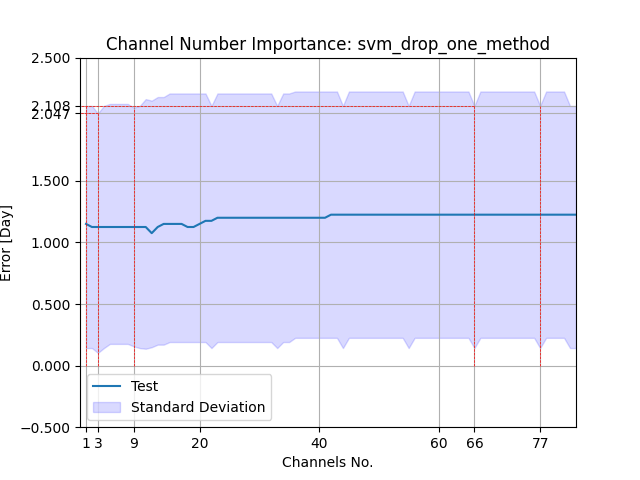 Channel Number Importance: svm_drop_one_method
2.500
2.108
2.047
1.500
1.000
0.500
0.000
−0.500
Error [Day]
Test
Standard Deviation
1 3 9 20 40 60 66 77
Channels No.